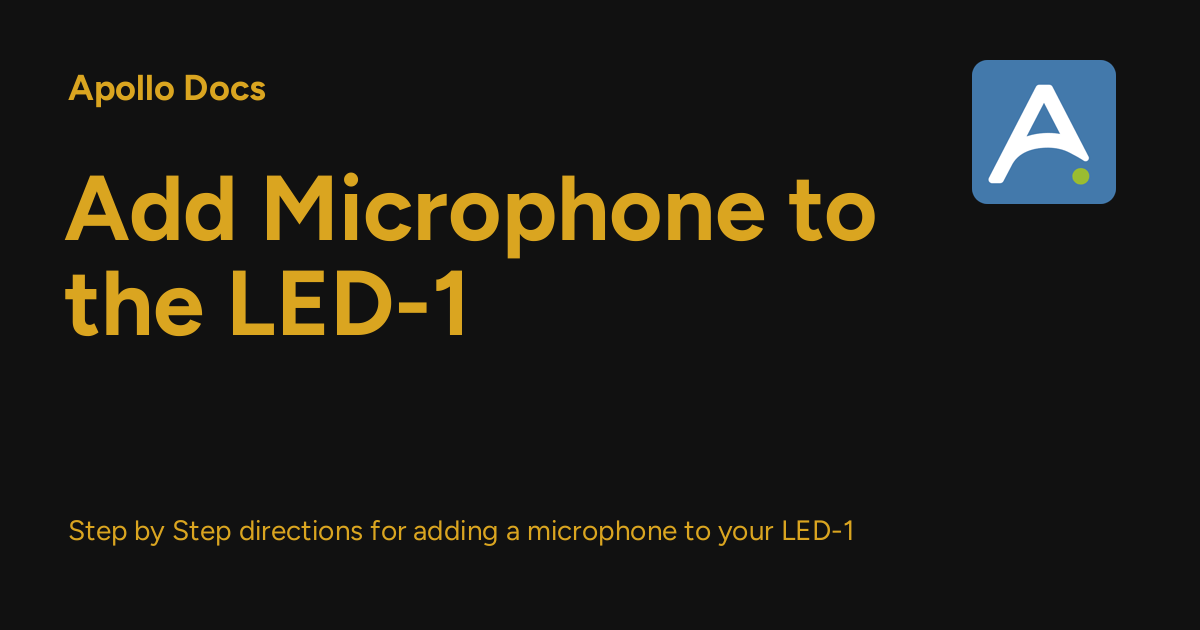 Apollo Docs
Add Microphone to
the LED-1
Step by Step directions for adding a microphone to your LED-1